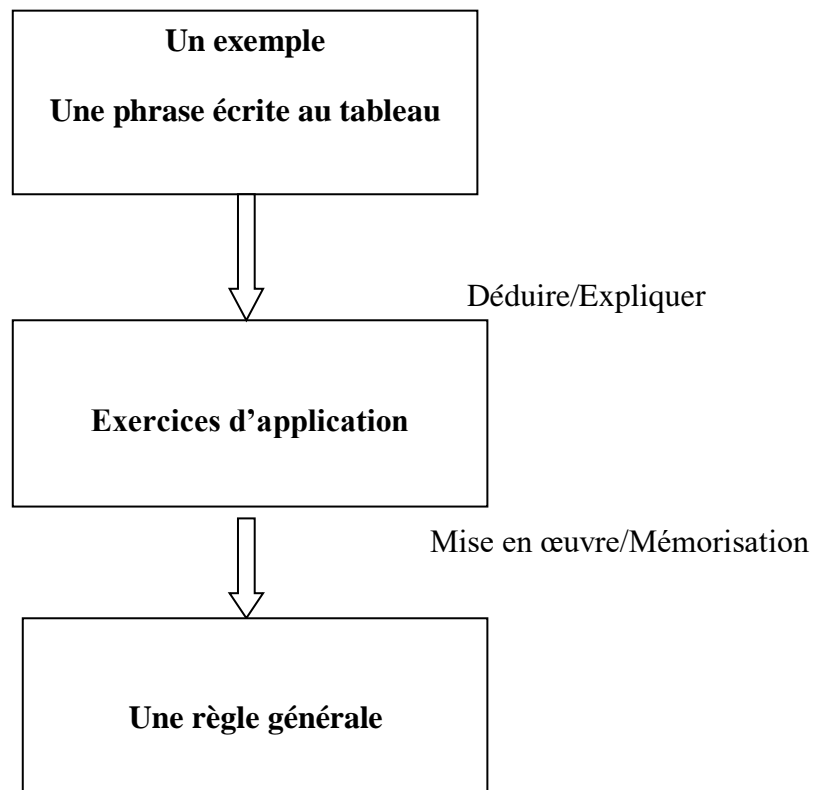 Un exemple
Une phrase écrite au tableau
Déduire/Expliquer
Exercices d’application
Mise en œuvre/Mémorisation
Une règle générale